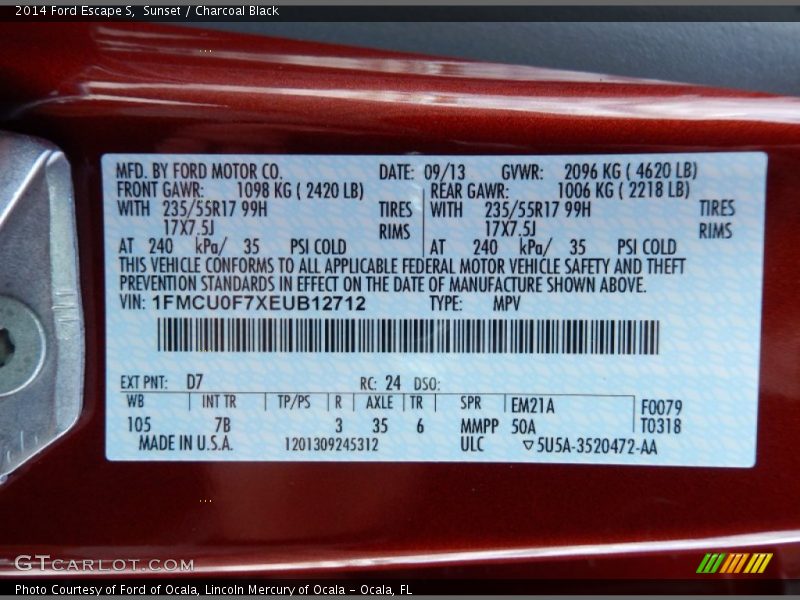 2014 Ford Escape S, Sunset / Charcoal Black
MFD. BY FORD MOTOR CO. DATE: 09/13 GVWR: 2096 KG ( 4620 LB)
FRONT GAWR: 1098 KG ( 2420 LB) REAR GAWR: 1006 KG ( 2218 LB)
WITH 235/55R17 99H TIRES WITH 235/55R17 99H TIRES
17X7.5J RIMS 17X7.5J RIMS
AT 240 kPa/ 35 PSI COLD AT 240 kPa/ 35 PSI COLD
THIS VEHICLE CONFORMS TO ALL APPLICABLE FEDERAL MOTOR VEHICLE SAFETY AND THEFT
PREVENTION STANDARDS IN EFFECT ON THE DATE OF MANUFACTURE SHOWN ABOVE.
VIN: 1FMCU0F7XEUB12712 TYPE: MPV
EXT PNT: D7 RC: 24 DSO:
WB INT TR TP/PS R AXLE TR SPR EM21A F0079
105 7B 3 35 6 MMPP 50A T0318
MADE IN U.S.A. 1201309245312 ULC ▽5U5A-3520472-AA
GTCARLOT.COM
Photo Courtesy of Ford of Ocala, Lincoln Mercury of Ocala – Ocala, FL